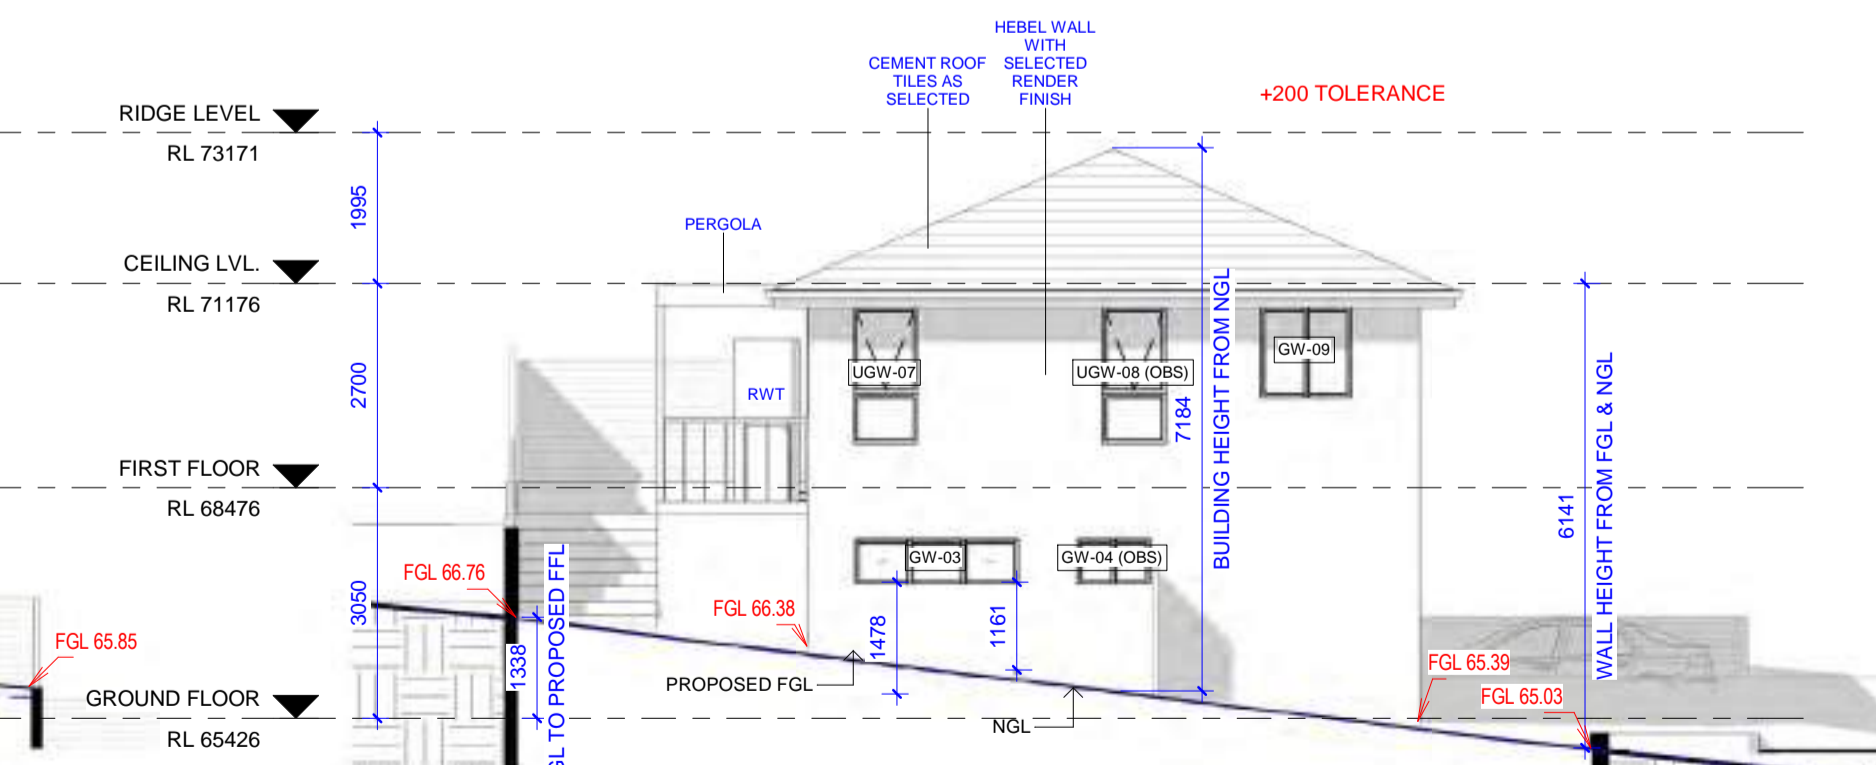 HEBEL WALL
WITH
SELECTED
RENDER
FINISH
CEMENT ROOF
TILES AS
SELECTED
+200 TOLERANCE
RIDGE LEVEL
RL 73171
1995
PERGOLA
CEILING LVL.
RL 71176
2700
RWT
UGW-07
UGW-08 (OBS)
GW-09
7184
BUILDING HEIGHT FROM NGL
6141
WALL HEIGHT FROM FGL & NGL
FIRST FLOOR
RL 68476
3050
FGL 66.76
GW-03
GW-04 (OBS)
FGL 66.38
1478
1161
FGL 65.85
1338
GL TO PROPOSED FFL
PROPOSED FGL
NGL
FGL 65.39
FGL 65.03
GROUND FLOOR
RL 65426